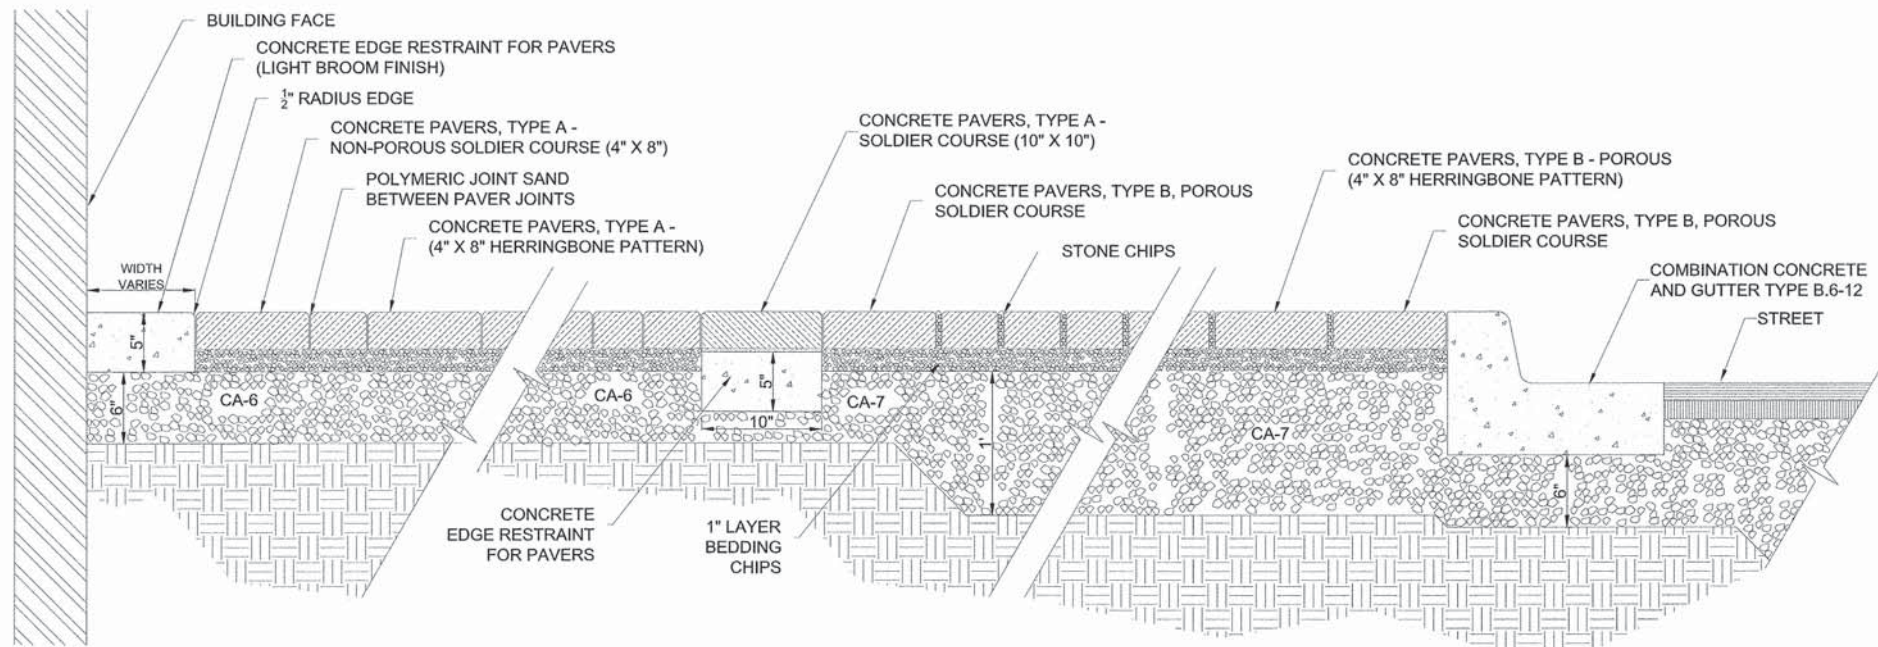 BUILDING FACE
CONCRETE EDGE RESTRAINT FOR PAVERS
(LIGHT BROOM FINISH)
½" RADIUS EDGE
CONCRETE PAVERS, TYPE A -
NON-POROUS SOLDIER COURSE (4" X 8")
POLYMERIC JOINT SAND
BETWEEN PAVER JOINTS
CONCRETE PAVERS, TYPE A -
(4" X 8" HERRINGBONE PATTERN)
WIDTH
VARIES
CONCRETE PAVERS, TYPE A -
SOLDIER COURSE (10" X 10")
CONCRETE PAVERS, TYPE B, POROUS
SOLDIER COURSE
STONE CHIPS
CONCRETE PAVERS, TYPE B - POROUS
(4" X 8" HERRINGBONE PATTERN)
CONCRETE PAVERS, TYPE B, POROUS
SOLDIER COURSE
COMBINATION CONCRETE
AND GUTTER TYPE B.6-12
STREET
5"
6"
CA-6
CA-6
5"
10"
CA-7
1'
CA-7
6"
CONCRETE
EDGE RESTRAINT
FOR PAVERS
1" LAYER
BEDDING
CHIPS